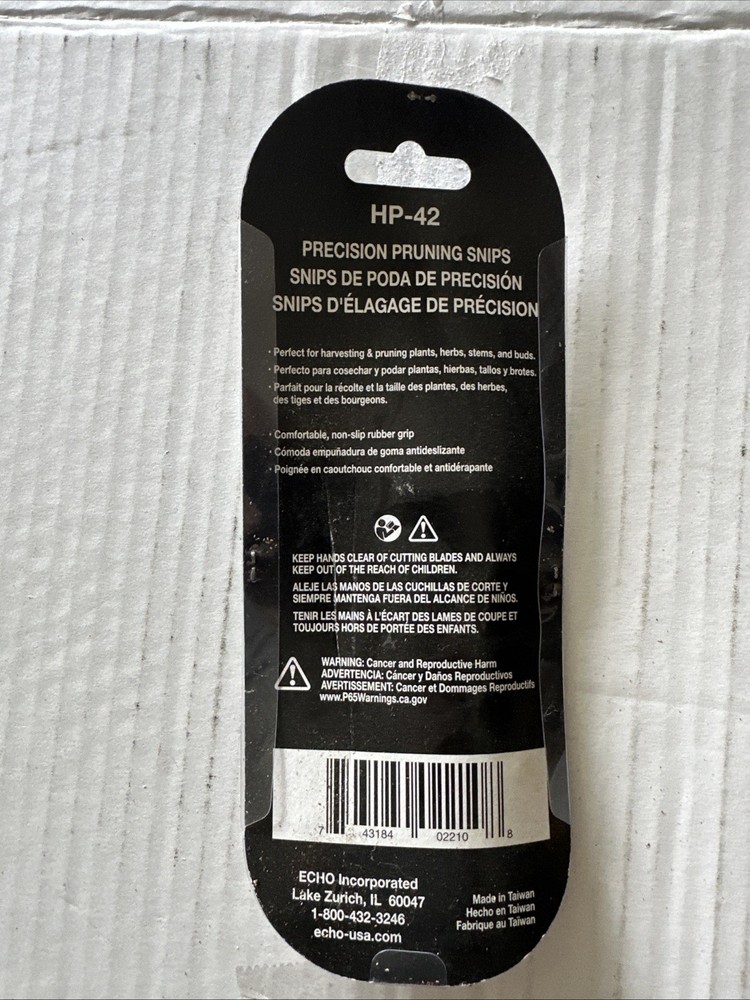 HP-42
PRECISION PRUNING SNIPS
SNIPS DE PODA DE PRECISIÓN
SNIPS D'ÉLAGAGE DE PRÉCISION
· Perfect for harvesting & pruning plants, herbs, stems, and buds.
· Perfecto para cosechar y podar plantas, hierbas, tallos y brotes.
· Parfait pour la récolte et la taille des plantes, des herbes,
des tiges et des bourgeons.
· Comfortable, non-slip rubber grip
· Cómoda empuñadura de goma antideslizante
· Poignée en caoutchouc confortable et antidérapante
KEEP HANDS CLEAR OF CUTTING BLADES AND ALWAYS
KEEP OUT OF THE REACH OF CHILDREN.
ALEJE LAS MANOS DE LAS CUCHILLAS DE CORTE Y
SIEMPRE MANTENGA FUERA DEL ALCANCE DE NIÑOS.
TENIR LES MAINS À L'ÉCART DES LAMES DE COUPE ET
TOUJOURS HORS DE PORTÉE DES ENFANTS.
WARNING: Cancer and Reproductive Harm
ADVERTENCIA: Cáncer y Daños Reproductivos
AVERTISSEMENT: Cancer et Dommages Reproductifs
www.P65Warnings.ca.gov
7 43184 02210 8
ECHO Incorporated
Lake Zurich, IL 60047
1-800-432-3246
echo-usa.com
Made in Taiwan
Hecho en Taiwan
Fabrique au Taïwan